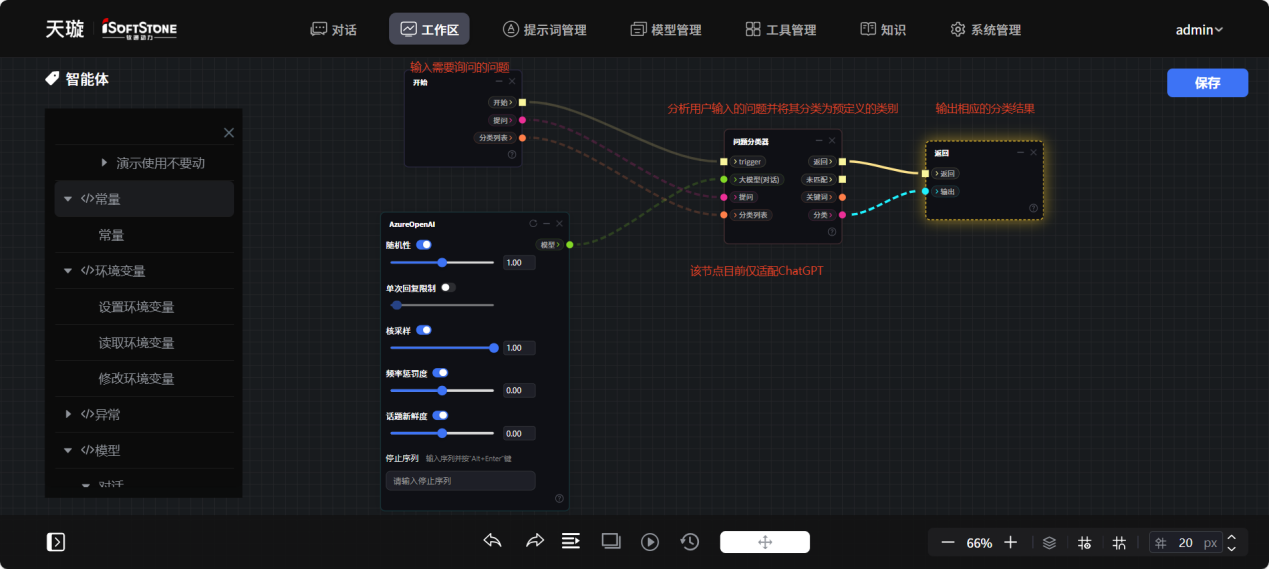 天璇 iSOFTSTONE 软通动力
对话 工作区 提示词管理 模型管理 工具管理 知识 系统管理 admin
智能体
保存
演示使用不要动
</>常量
常量
</>环境变量
设置环境变量
读取环境变量
修改环境变量
</>异常
</>模型
对话
输入需要询问的问题
开始
开始
提问
分类列表
分析用户输入的问题并将其分类为预定义的类别
问题分类器
trigger 返回
大模型(对话) 未匹配
提问 关键词
分类列表 分类
该节点目前仅适配ChatGPT
输出相应的分类结果
返回
返回
输出
AzureOpenAI
随机性 模型
1.00
单次回复限制
核采样
1.00
频率惩罚度
0.00
话题新鲜度
0.00
停止序列 输入序列并按"Alt+Enter"键
请输入停止序列
66% 20 px